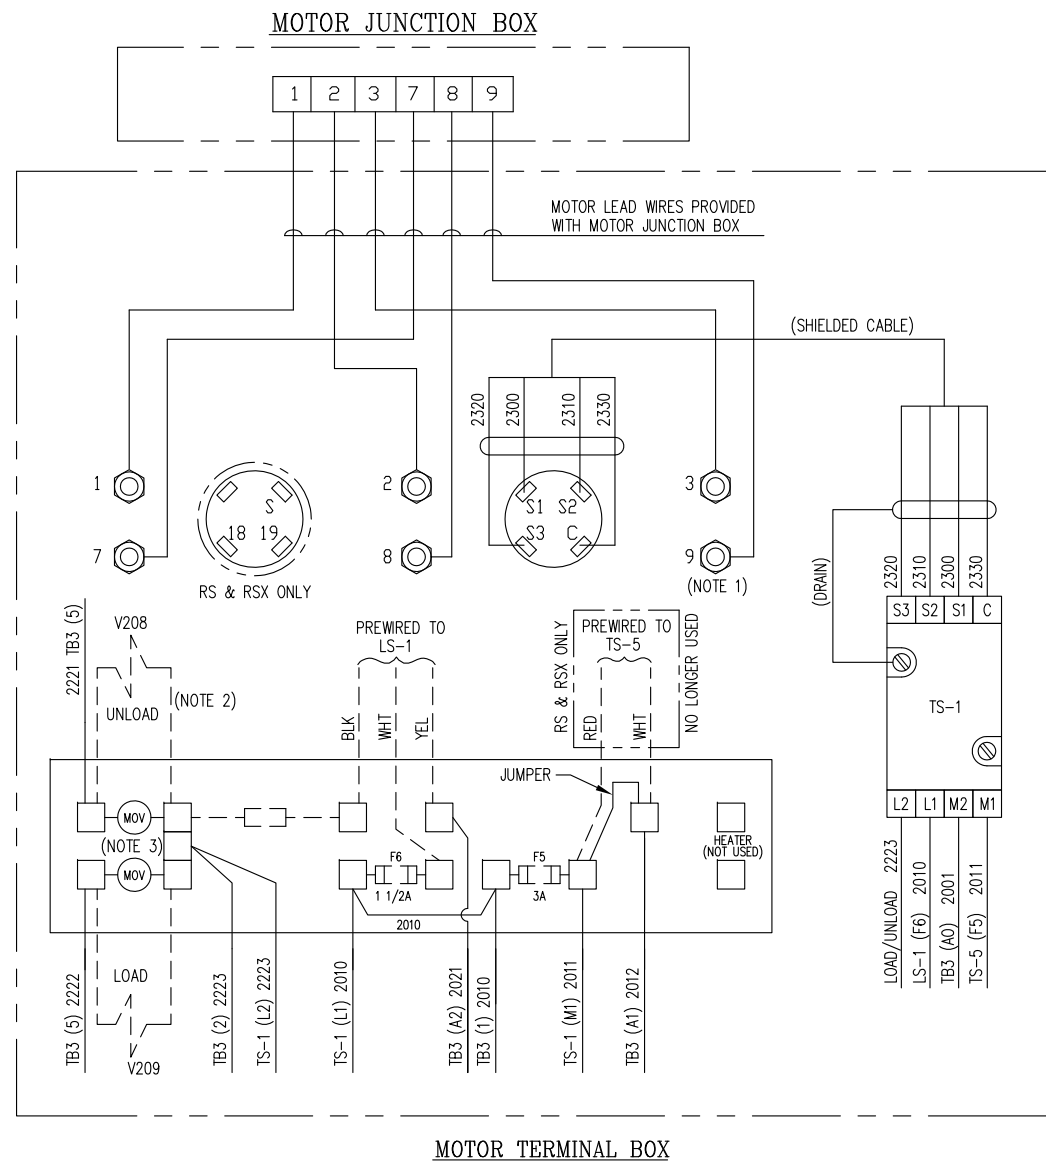 MOTOR JUNCTION BOX
1 2 3 7 8 9
MOTOR LEAD WIRES PROVIDED
WITH MOTOR JUNCTION BOX
(SHIELDED CABLE)
2320
2300
2310
2330
1
2
3
S
18 19
S1 S2
S3 C
7
8
9
RS & RSX ONLY
(NOTE 1)
(DRAIN)
2320
2310
2300
2330
S3 S2 S1 C
TS-1
L2 L1 M2 M1
LOAD/UNLOAD 2223
LS-1 (F6) 2010
TB3 (A0) 2001
TS-5 (F5) 2011
2221 TB3 (5)
V208
UNLOAD
(NOTE 2)
PREWIRED TO
LS-1
BLK
WHT
YEL
RS & RSX ONLY
PREWIRED TO
TS-5
RED
WHT
NO LONGER USED
JUMPER
MOV
(NOTE 3)
MOV
F6
1 1/2A
F5
3A
2010
HEATER
(NOT USED)
TB3 (5) 2222
LOAD
V209
TB3 (2) 2223
TS-1 (L2) 2223
TS-1 (L1) 2010
TB3 (A2) 2021
TB3 (1) 2010
TS-1 (M1) 2011
TB3 (A1) 2012
MOTOR TERMINAL BOX